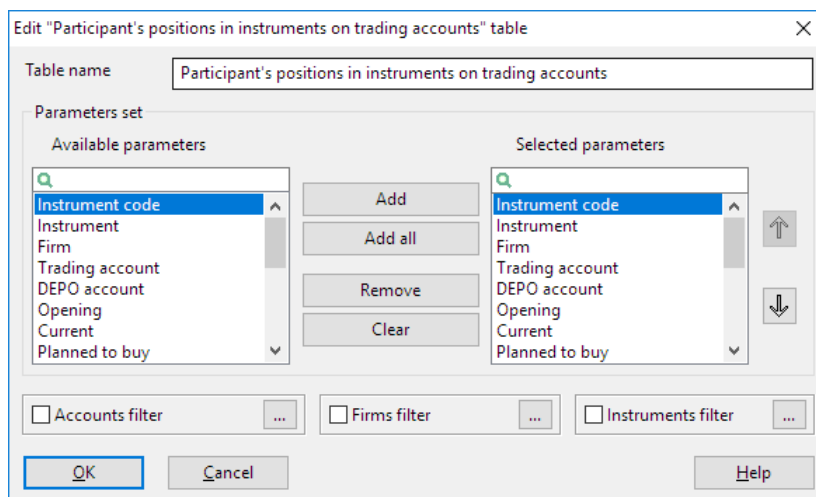 Edit "Participant's positions in instruments on trading accounts" table
Table name
Participant's positions in instruments on trading accounts
Parameters set
Available parameters
Selected parameters
Instrument code
Instrument
Firm
Trading account
DEPO account
Opening
Current
Planned to buy
Add
Add all
Remove
Clear
Instrument code
Instrument
Firm
Trading account
DEPO account
Opening
Current
Planned to buy
Accounts filter
...
Firms filter
...
Instruments filter
...
OK
Cancel
Help